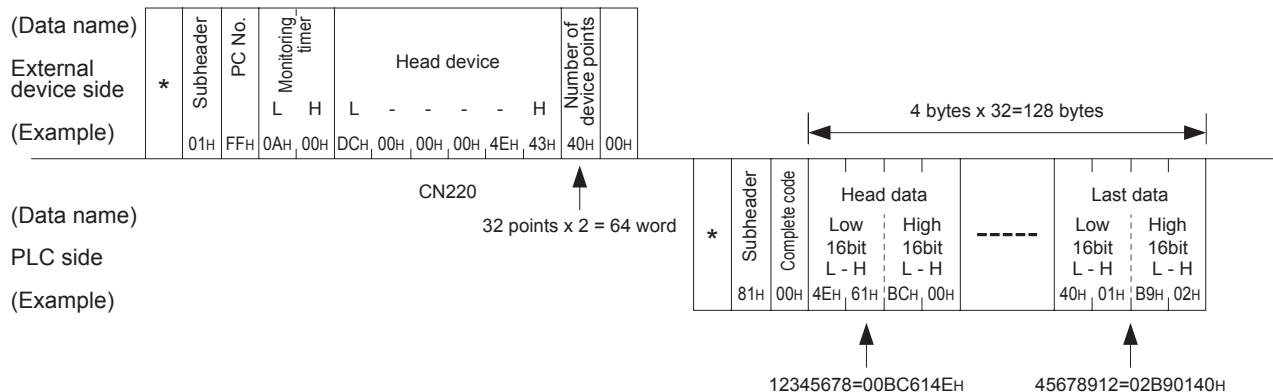 (Data name)
External
device side
(Example)
*
Subheader
PC No.
Monitoring
timer
L H
Head device
L - - - - H
Number of
device points
01H FFH 0AH 00H DCH 00H 00H 00H 4EH 43H 40H 00H
CN220
32 points x 2 = 64 word
4 bytes x 32=128 bytes
(Data name)
PLC side
(Example)
*
Subheader
Complete code
Head data
Low
16bit
L - H
High
16bit
L - H
-----
Last data
Low
16bit
L - H
High
16bit
L - H
81H 00H 4EH 61H BCH 00H 40H 01H B9H 02H
12345678=00BC614EH
45678912=02B90140H